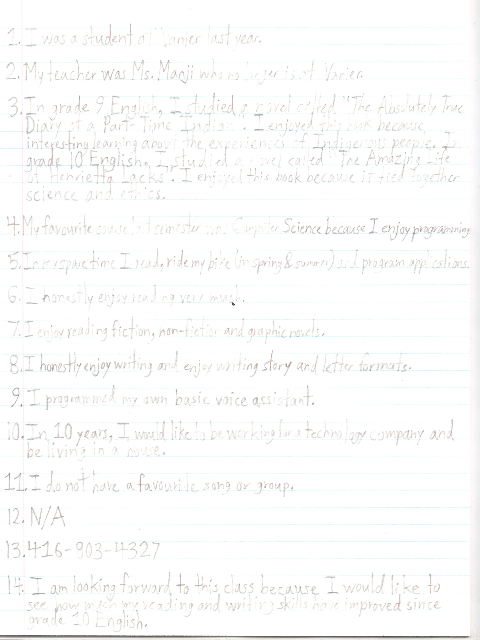 1. I was a student at Vanier last year.
2. My teacher was Ms. Manji who no longer is at Vanier.
3. In grade 9 English, I studied a novel called "The Absolutely True
Diary of a Part-Time Indian". I enjoyed this book because
interesting learning about the experiences of Indigenous people. In
grade 10 English, I studied a novel called "The Amazing Life
of Henrietta Lacks". I enjoyed this book because it tied together
science and ethics.
4. My favourite course last semester was Computer Science because I enjoy programming.
5. In my spare time I read, ride my bike (in spring & summer) and program applications.
6. I honestly enjoy reading very much.
7. I enjoy reading fiction, non-fiction and graphic novels.
8. I honestly enjoy writing and enjoy writing story and letter formats.
9. I programmed my own basic voice assistant.
10. In 10 years, I would like to be working for a technology company and
be living in a house.
11. I do not have a favourite song or group.
12. N/A
13. 416-903-4327
14. I am looking forward to this class because I would like to
see how much my reading and writing skills have improved since
grade 10 English.